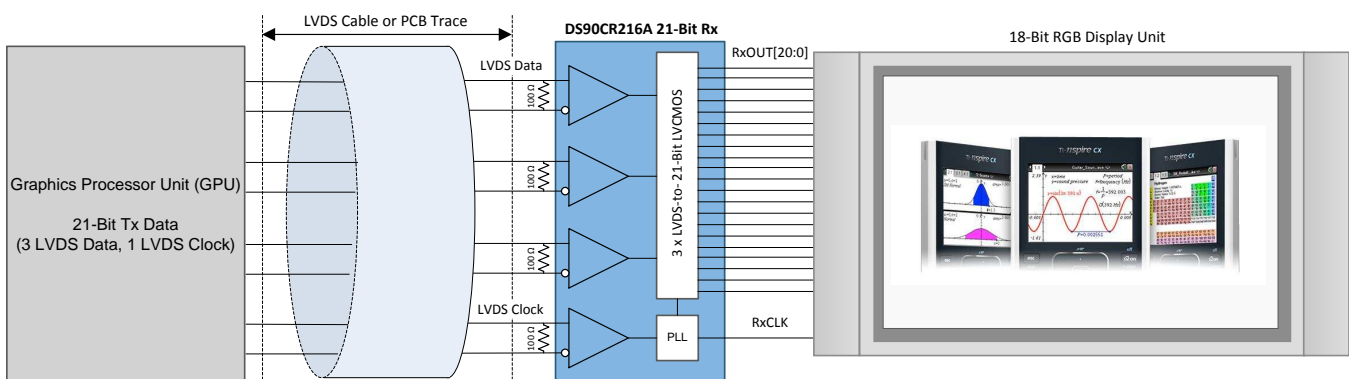 LVDS Cable or PCB Trace
DS90CR216A 21-Bit Rx
18-Bit RGB Display Unit
Graphics Processor Unit (GPU)
21-Bit Tx Data
(3 LVDS Data, 1 LVDS Clock)
LVDS Data
100 Ω
100 Ω
100 Ω
LVDS Clock
100 Ω
3 x LVDS-to- 21-Bit LVCMOS
PLL
RxOUT[20:0]
RxCLK
TI-nspire cx
TI-nspire cx
TI-nspire cx